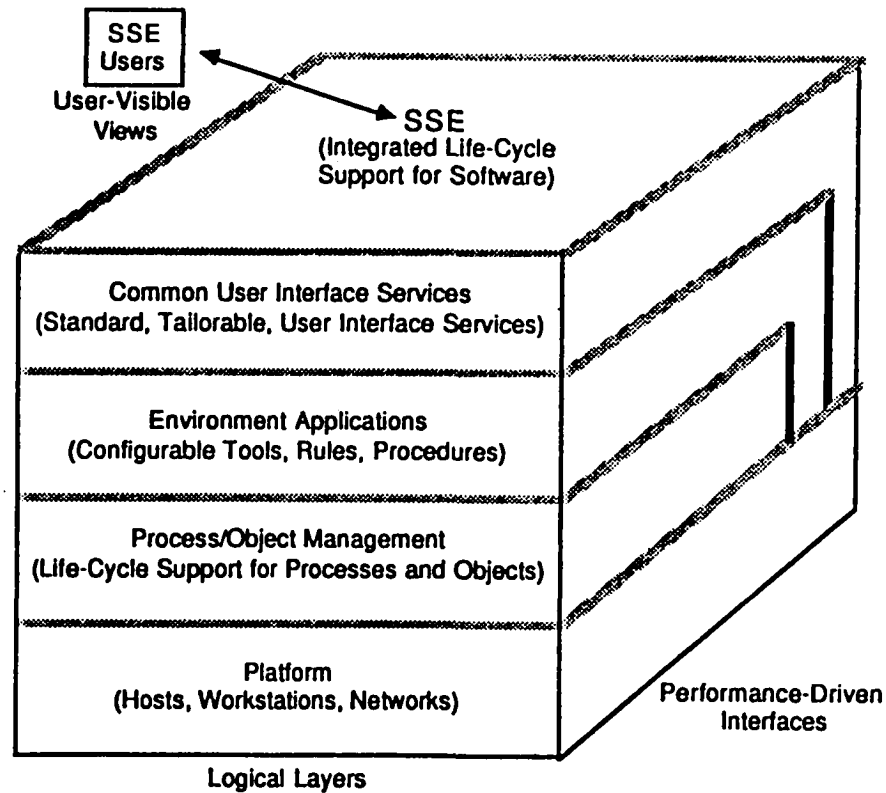 SSE
Users
User-Visible
Views
SSE
(Integrated Life-Cycle
Support for Software)
Common User Interface Services
(Standard, Tailorable, User Interface Services)
Environment Applications
(Configurable Tools, Rules, Procedures)
Process/Object Management
(Life-Cycle Support for Processes and Objects)
Platform
(Hosts, Workstations, Networks)
Performance-Driven
Interfaces
Logical Layers